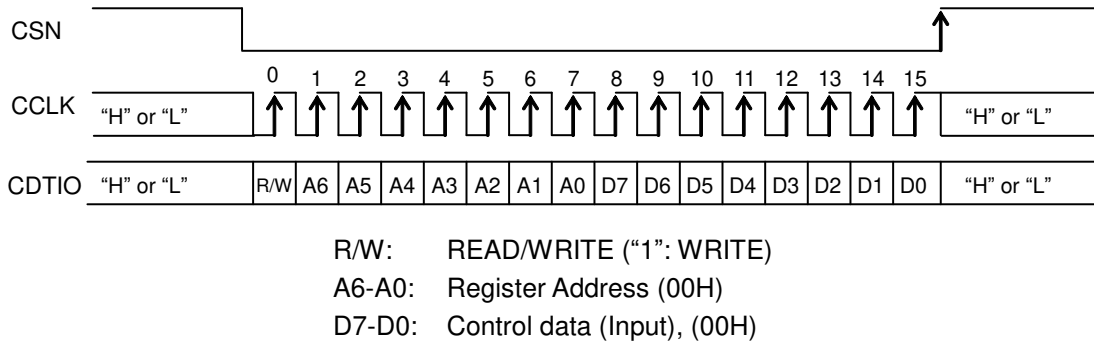 CSN
0 1 2 3 4 5 6 7 8 9 10 11 12 13 14 15
CCLK "H" or "L" "H" or "L"
CDTIO "H" or "L" R/W A6 A5 A4 A3 A2 A1 A0 D7 D6 D5 D4 D3 D2 D1 D0 "H" or "L"
R/W: READ/WRITE (“1”: WRITE)
A6-A0: Register Address (00H)
D7-D0: Control data (Input), (00H)